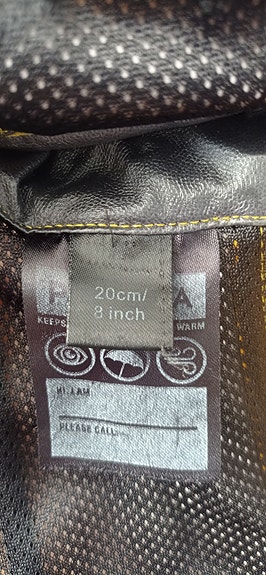 20cm/
8 inch
KEEPS
WARM
HI, I AM
PLEASE CALL